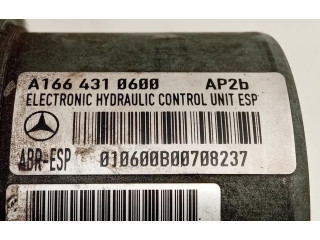 A166 431 0600 AP2b
ELECTRONIC HYDRAULIC CONTROL UNIT ESP
ABR-ESP 010600B00708237